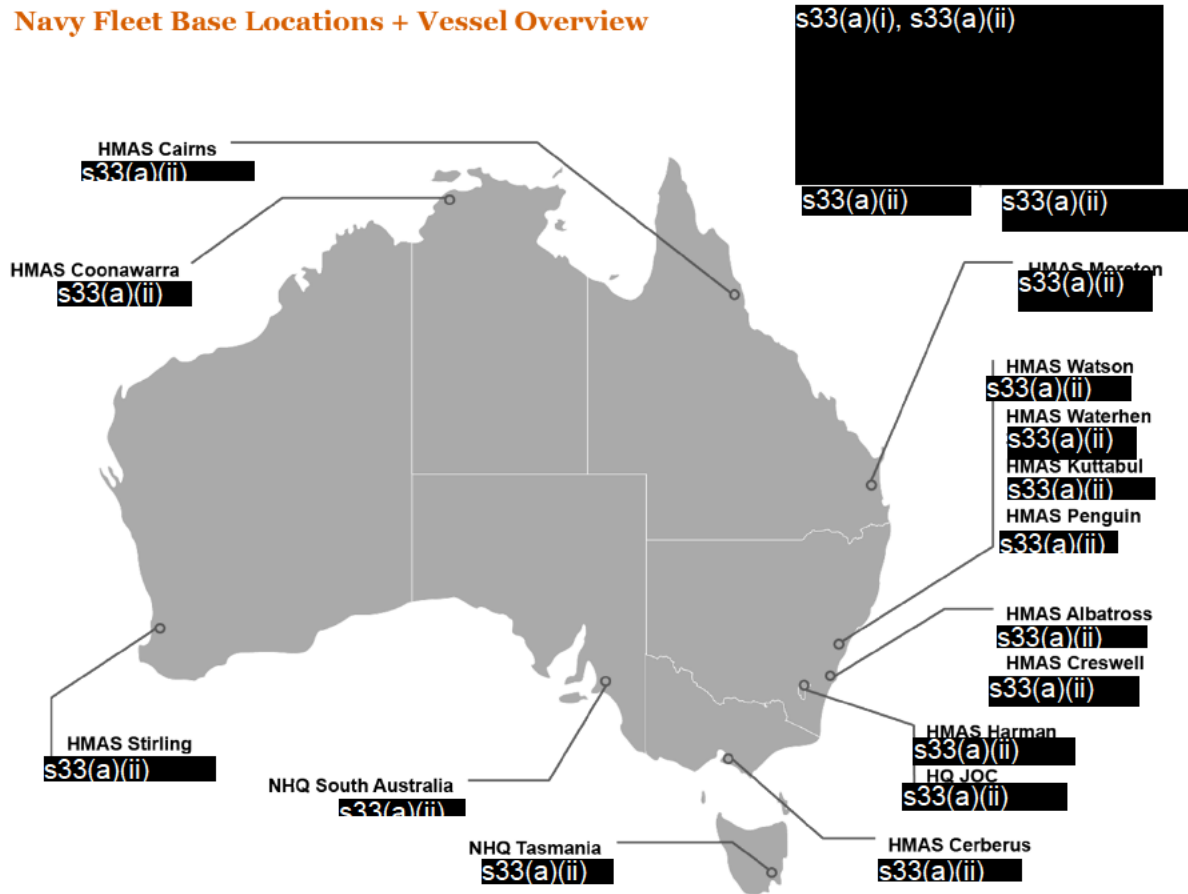 Navy Fleet Base Locations + Vessel Overview
s33(a)(i), s33(a)(ii)
s33(a)(ii)
s33(a)(ii)
HMAS Cairns
s33(a)(ii)
HMAS Coonawarra
s33(a)(ii)
HMAS Moreton
s33(a)(ii)
HMAS Watson
s33(a)(ii)
HMAS Waterhen
s33(a)(ii)
HMAS Kuttabul
s33(a)(ii)
HMAS Penguin
s33(a)(ii)
HMAS Albatross
s33(a)(ii)
HMAS Creswell
s33(a)(ii)
HMAS Harman
s33(a)(ii)
HQ JOC
s33(a)(ii)
HMAS Stirling
s33(a)(ii)
NHQ South Australia
s33(a)(ii)
NHQ Tasmania
s33(a)(ii)
HMAS Cerberus
s33(a)(ii)